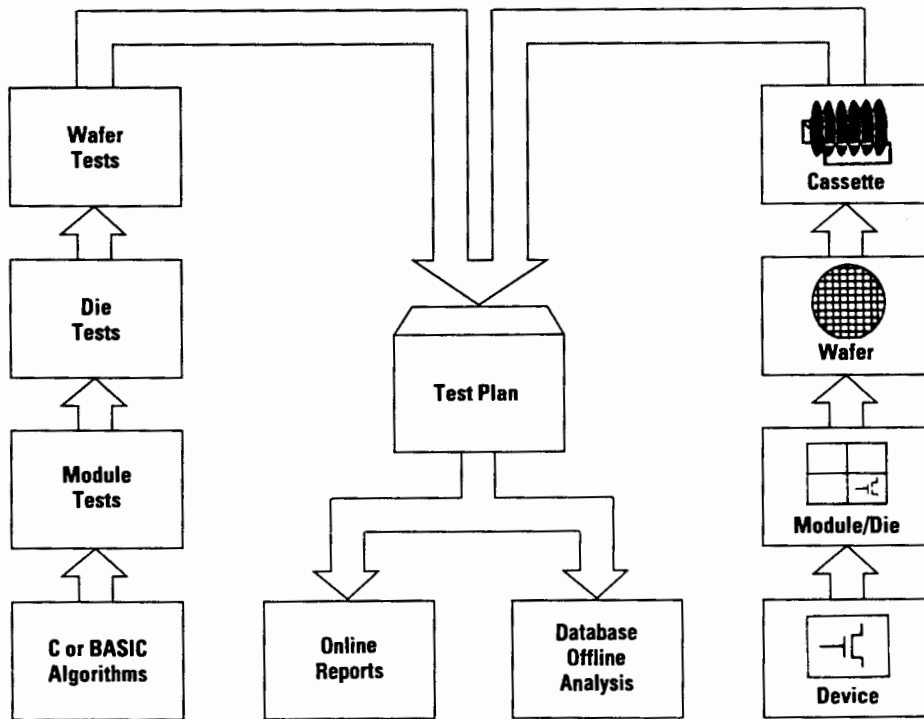 Wafer
Tests
Cassette
Die
Tests
Wafer
Test Plan
Module
Tests
Module/Die
C or BASIC
Algorithms
Online
Reports
Database
Offline
Analysis
Device